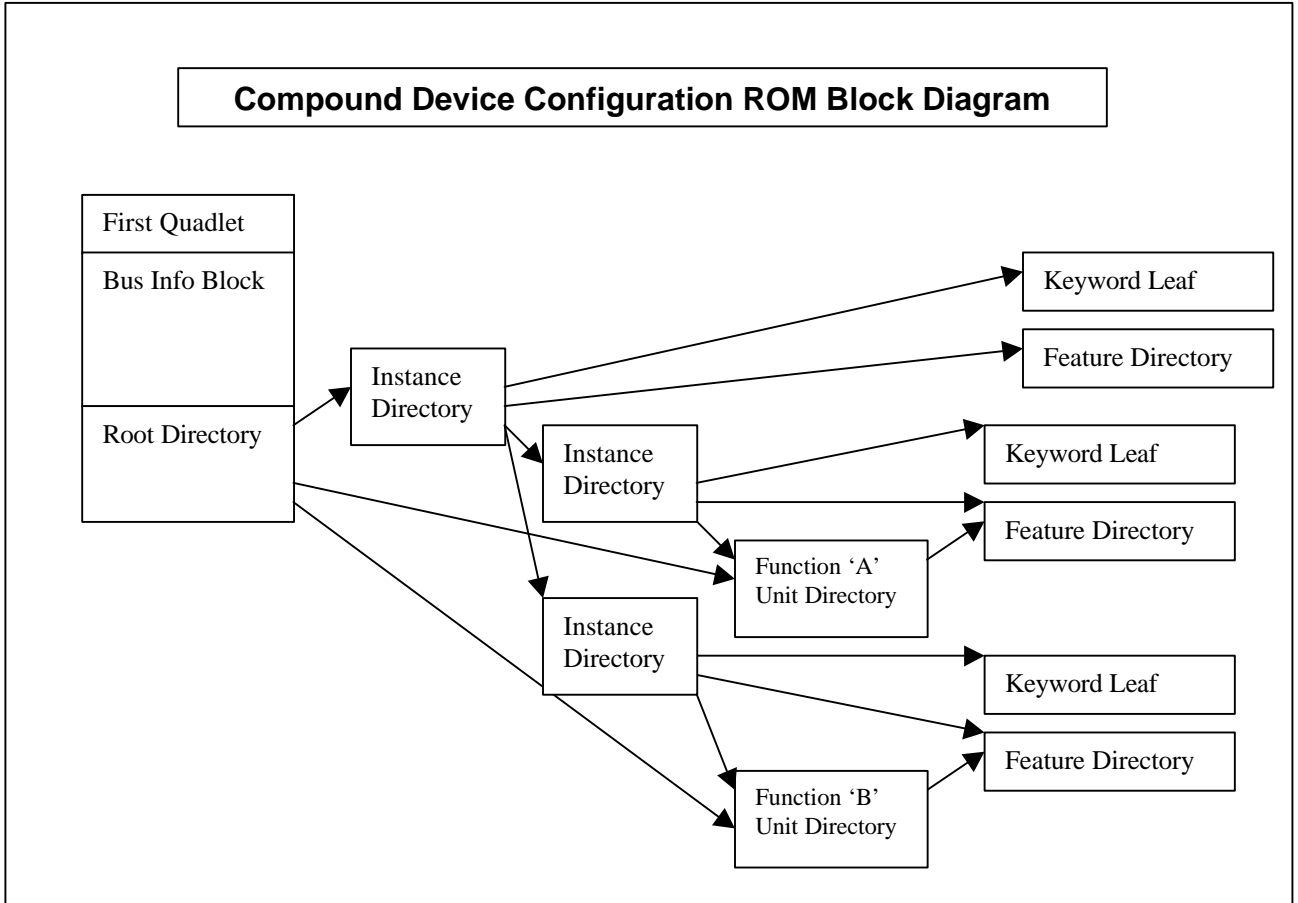 Compound Device Configuration ROM Block Diagram
First Quadlet
Bus Info Block
Root Directory
Instance
Directory
Keyword Leaf
Feature Directory
Instance
Directory
Keyword Leaf
Feature Directory
Function ‘A’
Unit Directory
Instance
Directory
Keyword Leaf
Feature Directory
Function ‘B’
Unit Directory